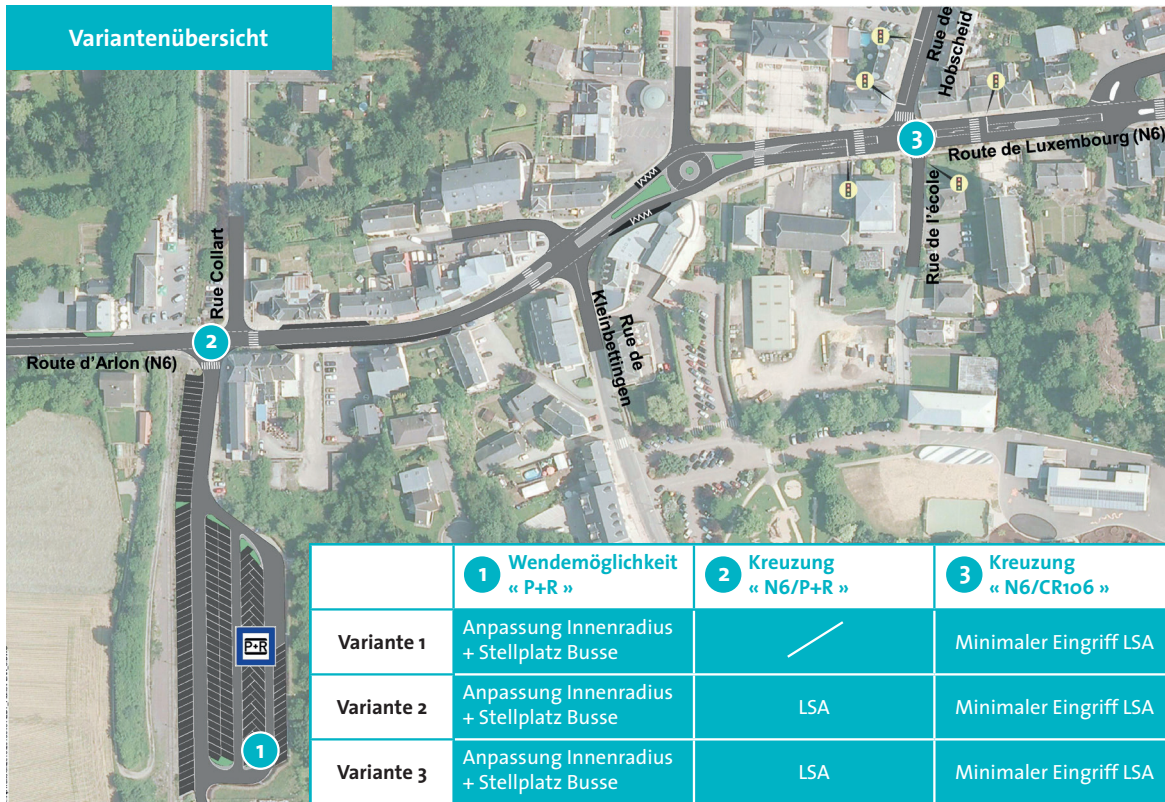 Variantenübersicht
Rue de
Hobscheid
3
Route de Luxembourg (N6)
Rue de l'école
Rue Collart
2
Route d'Arlon (N6)
Rue de
Kleinbettingen
P+R
1
1 Wendemöglichkeit
« P+R »
2 Kreuzung
« N6/P+R »
3 Kreuzung
« N6/CR106 »
Variante 1
Anpassung Innenradius
+ Stellplatz Busse
Minimaler Eingriff LSA
Variante 2
Anpassung Innenradius
+ Stellplatz Busse
LSA
Minimaler Eingriff LSA
Variante 3
Anpassung Innenradius
+ Stellplatz Busse
LSA
Minimaler Eingriff LSA